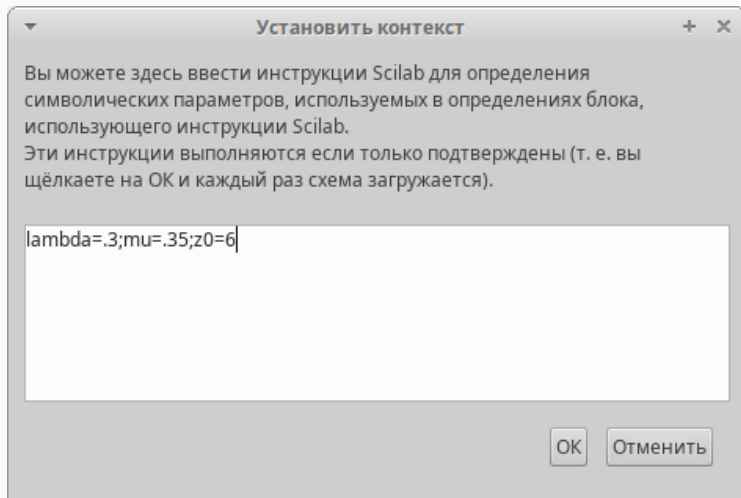 Установить контекст
Вы можете здесь ввести инструкции Scilab для определения
символических параметров, используемых в определениях блока,
использующего инструкции Scilab.
Эти инструкции выполняются если только подтверждены (т. е. вы
щёлкаете на ОК и каждый раз схема загружается).
lambda=.3;mu=.35;z0=6
ОК Отменить